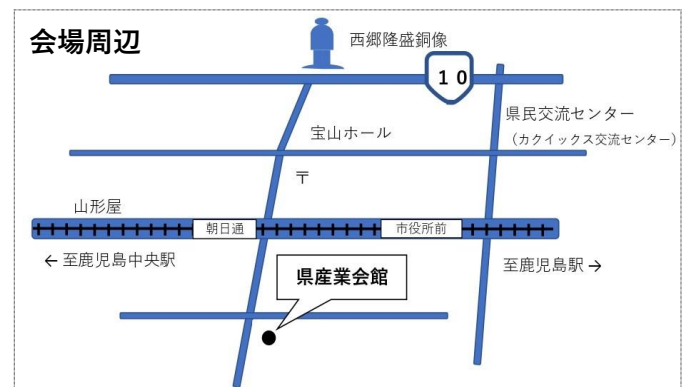 会場周辺
西郷隆盛銅像
10
県民交流センター
(カクイックス交流センター)
宝山ホール
〒
山形屋
朝日通
市役所前
←至鹿児島中央駅
至鹿児島駅→
県産業会館